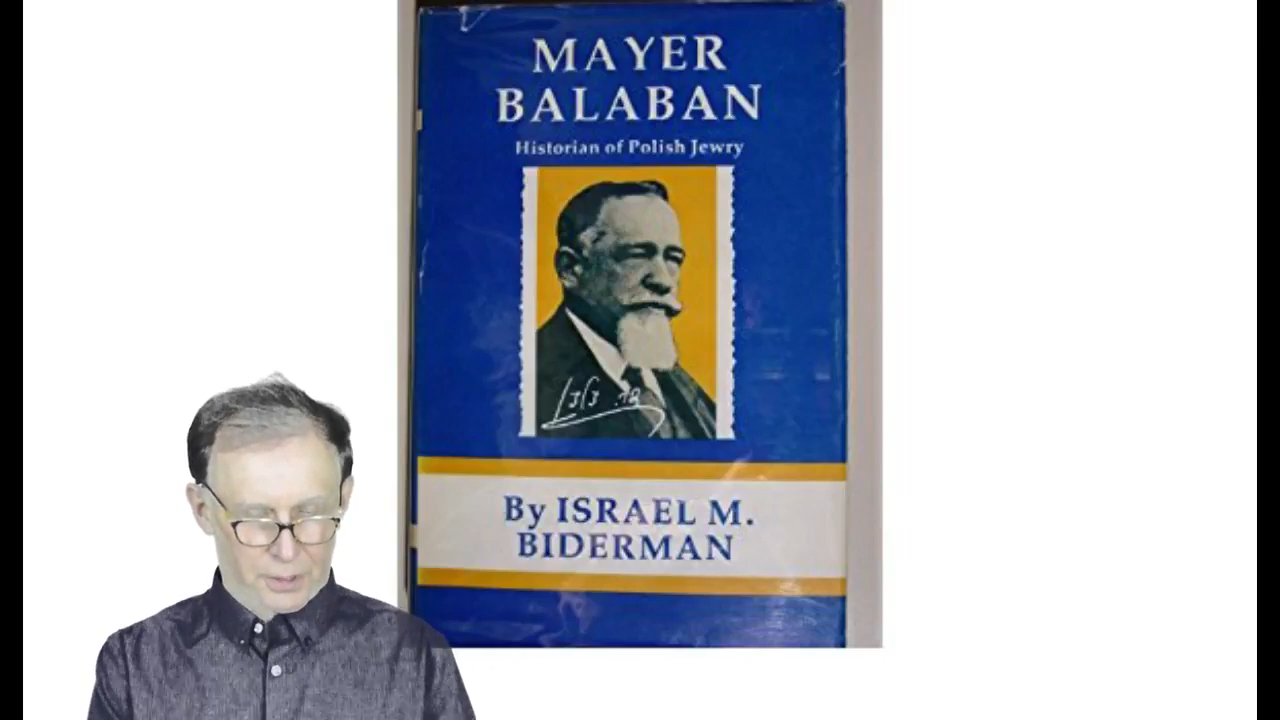 MAYER
BALABAN
Historian of Polish Jewry
By ISRAEL M.
BIDERMAN